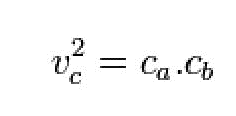 $v_c^2 = c_a . c_b$